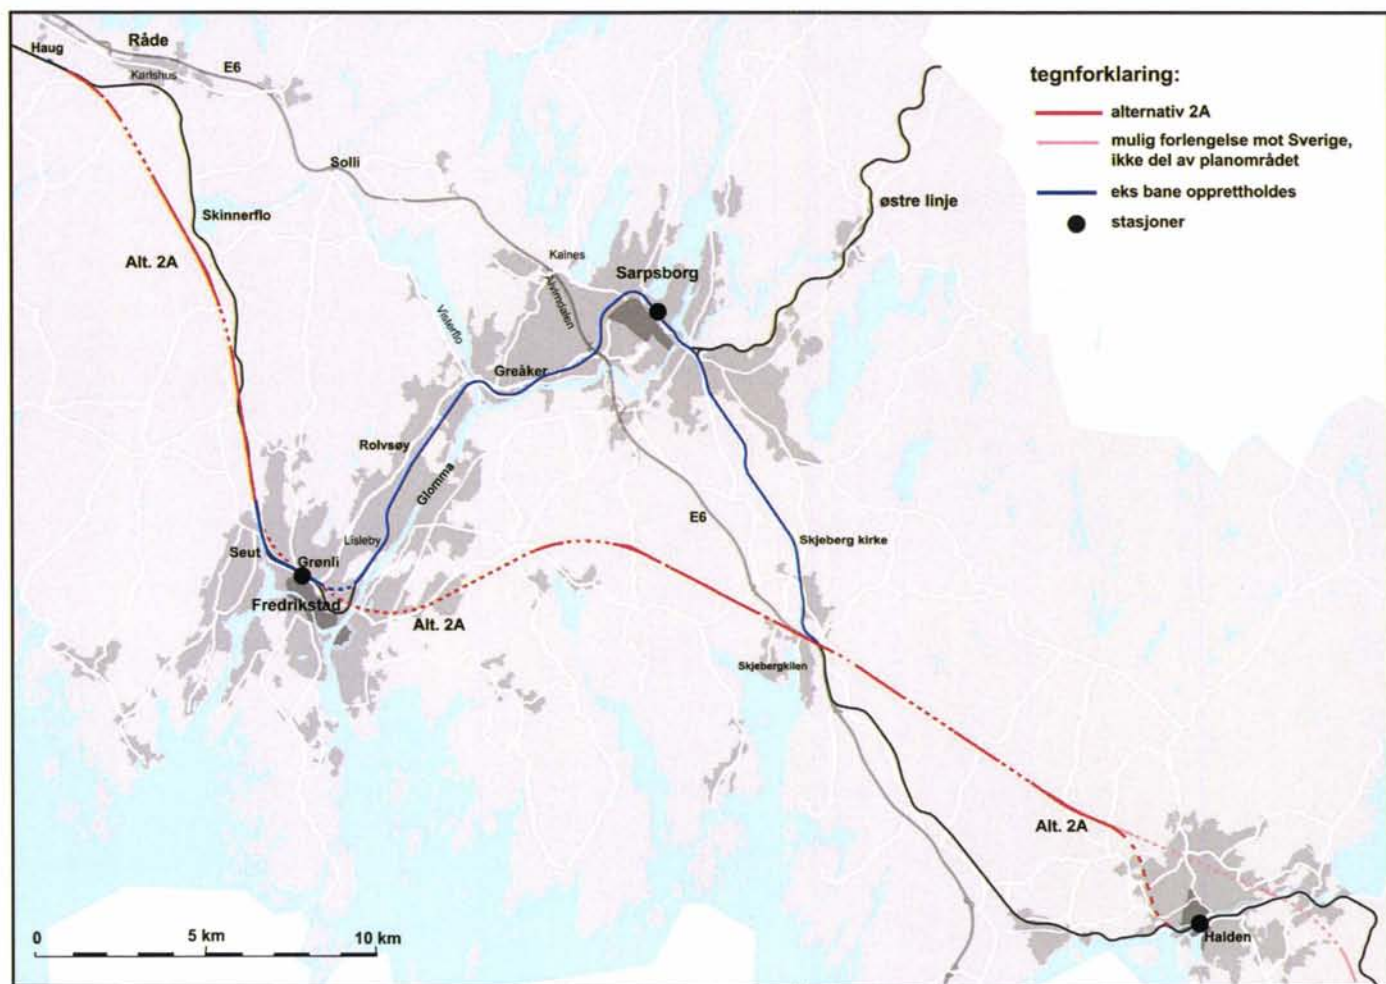 Haug
Råde
E6
Karlshus
tegnforklaring:
alternativ 2A
mulig forlengelse mot Sverige,
ikke del av planområdet
eks bane opprettholdes
stasjoner
Solli
østre linje
Skinnerflo
Alt. 2A
Kalnes
Sarpsborg
Alvimdalen
Visterflo
Greåker
Rolvsøy
Glomma
E6
Lisleby
Skjeberg kirke
Seut
Grønli
Fredrikstad
Alt. 2A
Skjebergkilen
Alt. 2A
0 5 km 10 km
Halden